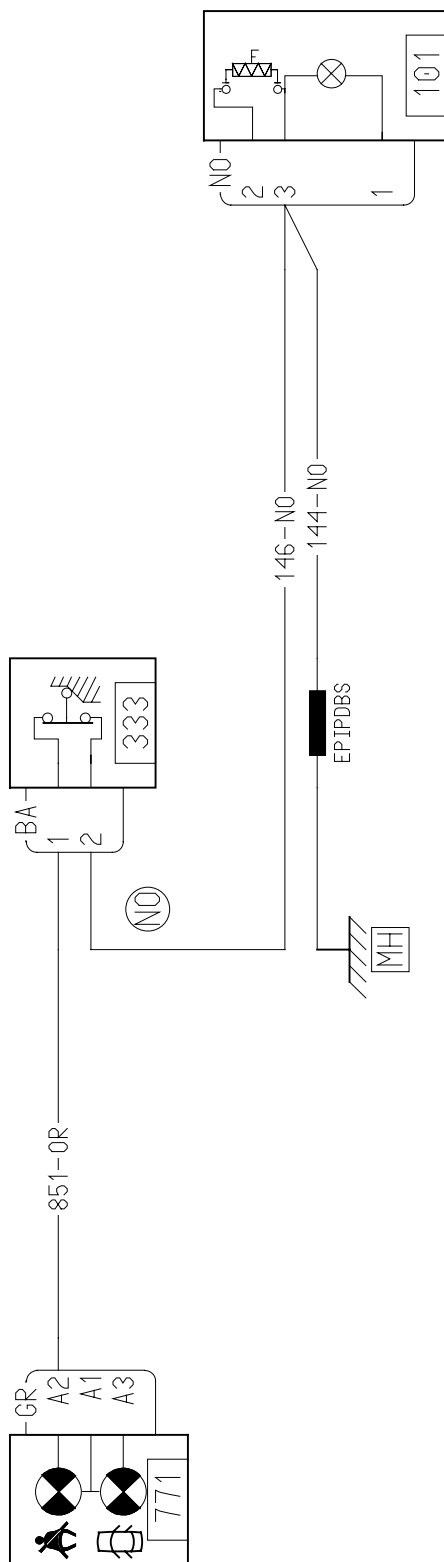 F
101
NO
2
3
1
146-NO
144-NO
333
BA
1
2
EPIPDBS
NO
MH
851-OR
GR
A2
A1
A3
771